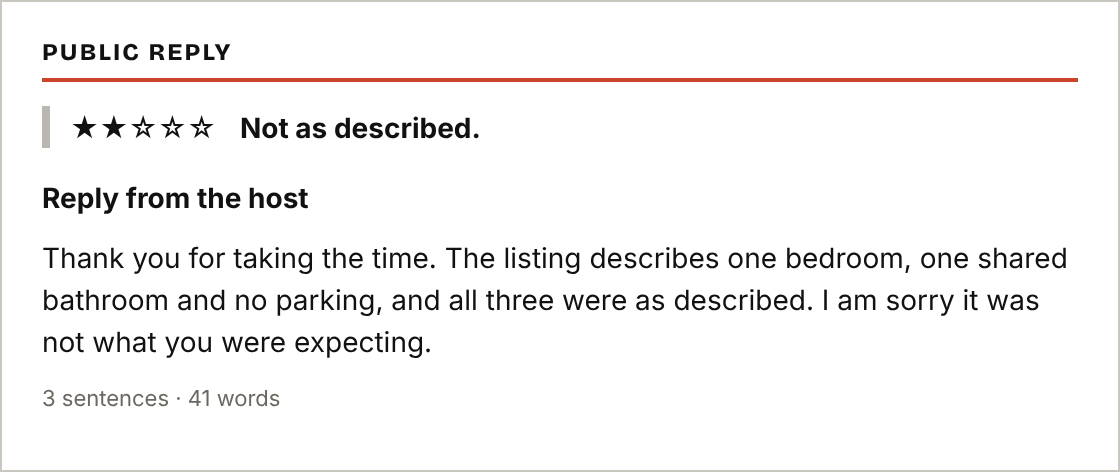 PUBLIC REPLY
★★☆☆☆ Not as described.
Reply from the host
Thank you for taking the time. The listing describes one bedroom, one shared
bathroom and no parking, and all three were as described. I am sorry it was
not what you were expecting.
3 sentences · 41 words